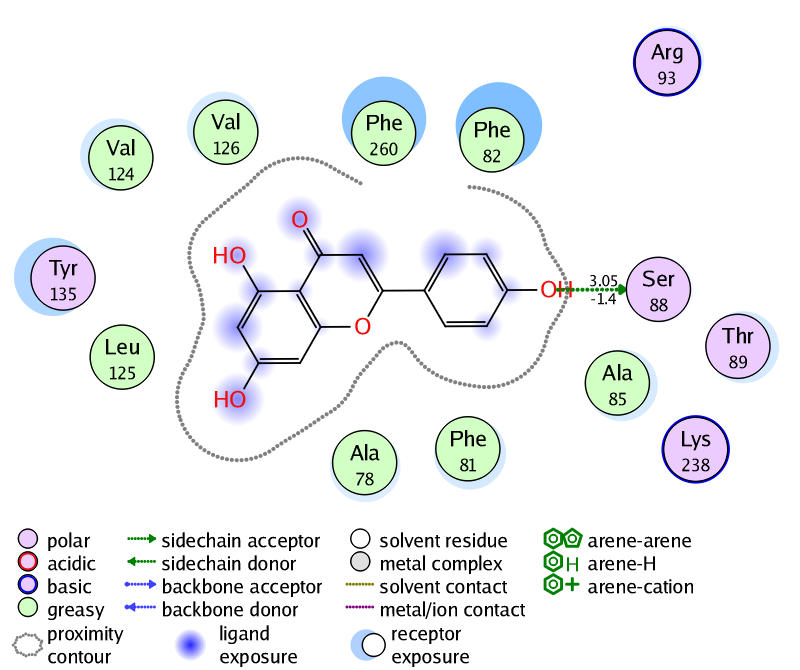 Arg
93
Val
126
Phe
260
Phe
82
Val
124
O
HO
Tyr
135
3.05
OH
-1.4
Ser
88
O
Leu
125
Thr
89
Ala
85
HO
Ala
78
Phe
81
Lys
238
polar
sidechain acceptor
solvent residue
arene-arene
acidic
sidechain donor
metal complex
H arene-H
basic
backbone acceptor
solvent contact
arene-cation
greasy
backbone donor
metal/ion contact
proximity
contour
ligand
exposure
receptor
exposure